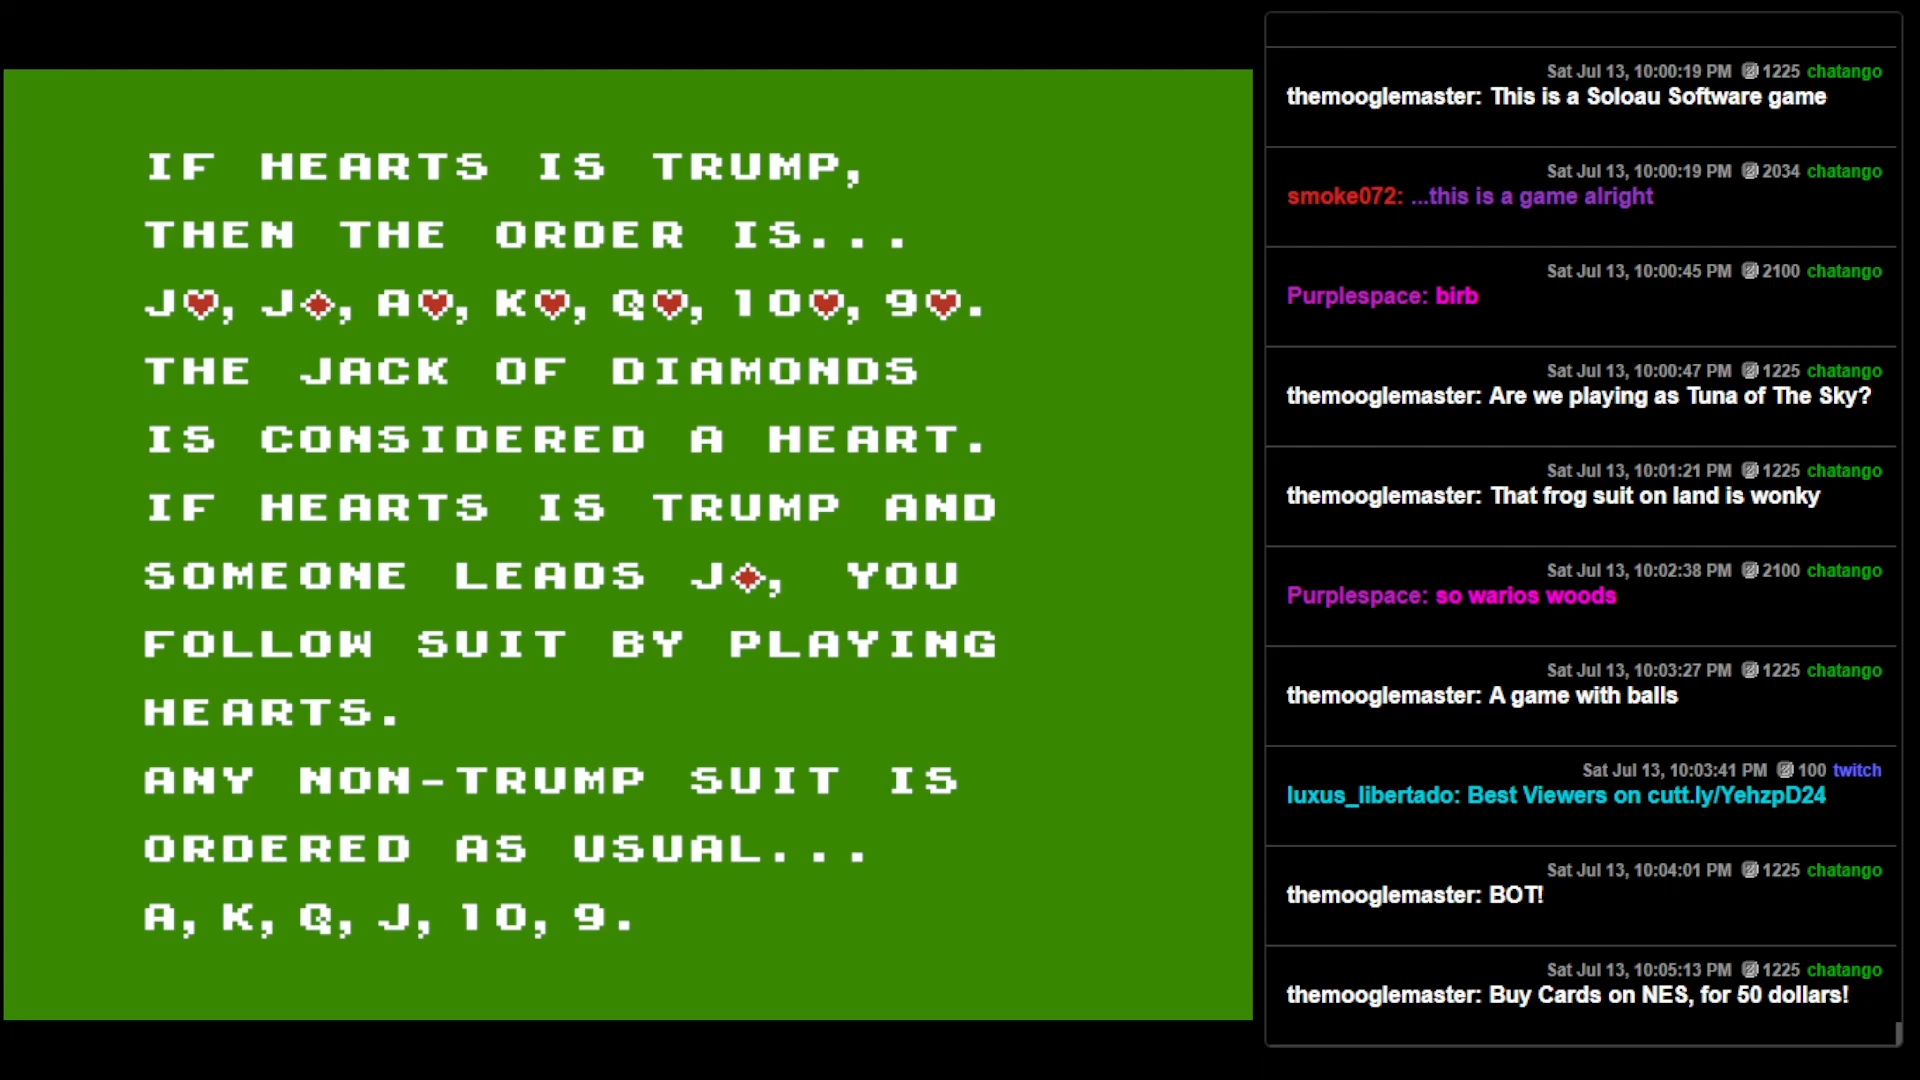 IF HEARTS IS TRUMP,
THEN THE ORDER IS...
J♥, J♦, A♥, K♥, Q♥, 10♥, 9♥.
THE JACK OF DIAMONDS
IS CONSIDERED A HEART.
IF HEARTS IS TRUMP AND
SOMEONE LEADS J♦, YOU
FOLLOW SUIT BY PLAYING
HEARTS.
ANY NON-TRUMP SUIT IS
ORDERED AS USUAL...
A, K, Q, J, 10, 9.
Sat Jul 13, 10:00:19 PM 1225 chatango
themooglemaster: This is a Soloau Software game
Sat Jul 13, 10:00:19 PM 2034 chatango
smoke072: ...this is a game alright
Sat Jul 13, 10:00:45 PM 2100 chatango
Purplespace: birb
Sat Jul 13, 10:00:47 PM 1225 chatango
themooglemaster: Are we playing as Tuna of The Sky?
Sat Jul 13, 10:01:21 PM 1225 chatango
themooglemaster: That frog suit on land is wonky
Sat Jul 13, 10:02:38 PM 2100 chatango
Purplespace: so warios woods
Sat Jul 13, 10:03:27 PM 1225 chatango
themooglemaster: A game with balls
Sat Jul 13, 10:03:41 PM 100 twitch
luxus_libertado: Best Viewers on cutt.ly/YehzpD24
Sat Jul 13, 10:04:01 PM 1225 chatango
themooglemaster: BOT!
Sat Jul 13, 10:05:13 PM 1225 chatango
themooglemaster: Buy Cards on NES, for 50 dollars!